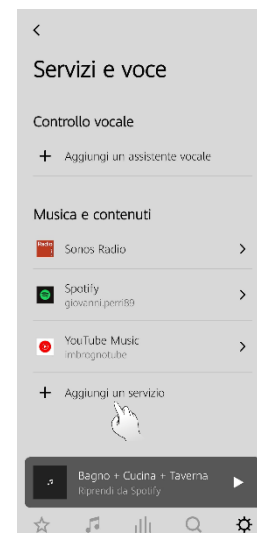 Servizi e voce
Controllo vocale
Aggiungi un assistente vocale
Musica e contenuti
Radio
Sonos Radio
Spotify
giovanni.perri89
YouTube Music
imbrognotube
Aggiungi un servizio
Bagno + Cucina + Taverna
Riprendi da Spotify